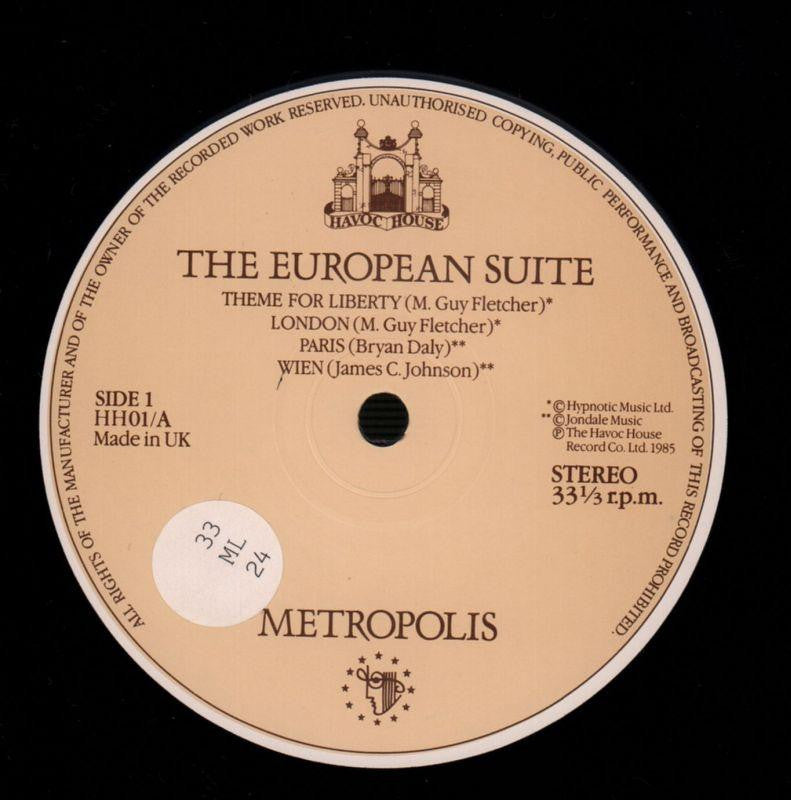 ALL RIGHTS OF THE MANUFACTURER AND OF THE OWNER OF THE RECORDED WORK RESERVED. UNAUTHORISED COPYING, PUBLIC PERFORMANCE AND BROADCASTING OF THIS RECORD PROHIBITED.
HAVOC HOUSE
THE EUROPEAN SUITE
THEME FOR LIBERTY (M. Guy Fletcher)*
LONDON (M. Guy Fletcher)*
PARIS (Bryan Daly)**
WIEN (James C. Johnson)**
SIDE 1
HH01/A
Made in UK
* © Hypnotic Music Ltd.
** © Jondale Music
℗ The Havoc House
Record Co. Ltd. 1985
STEREO
33⅓ r.p.m.
33
ML
24
METROPOLIS